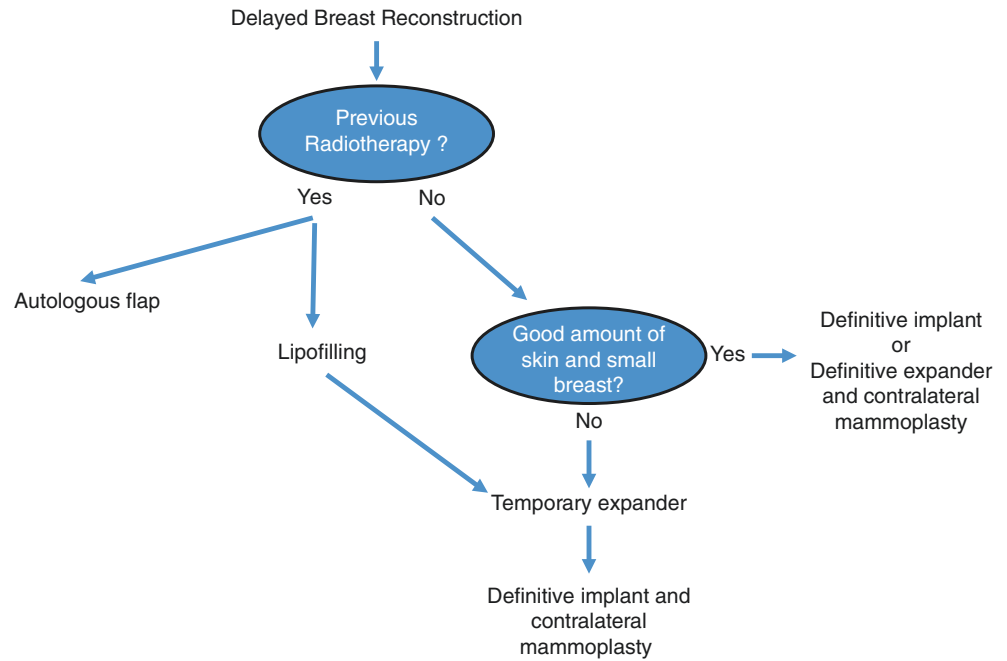 Delayed Breast Reconstruction
Previous
Radiotherapy ?
Yes
No
Autologous flap
Lipofilling
Good amount of
skin and small
breast?
Yes
Definitive implant
or
Definitive expander
and contralateral
mammoplasty
No
Temporary expander
Definitive implant and
contralateral
mammoplasty